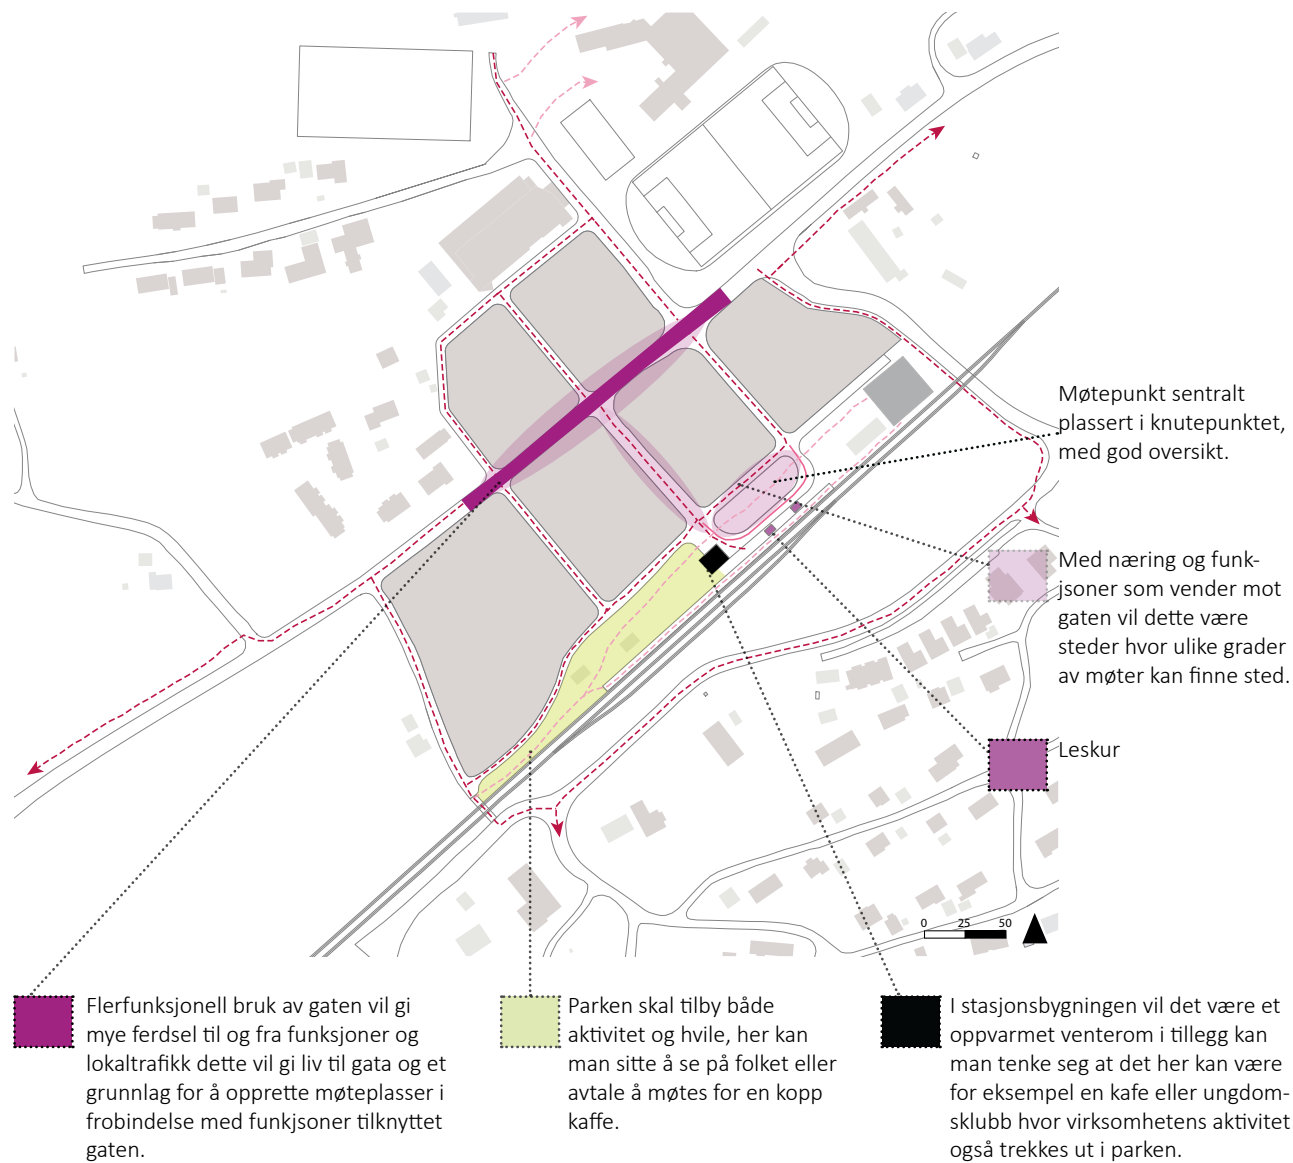 Møtepunkt sentralt
plassert i knutepunktet,
med god oversikt.
Med næring og funk-
sjoner som vender mot
gaten vil dette være
steder hvor ulike grader
av møter kan finne sted.
Leskur
0 25 50
Flerfunksjonell bruk av gaten vil gi
mye ferdsel til og fra funksjoner og
lokaltrafikk dette vil gi liv til gata og et
grunnlag for å opprette møteplasser i
frobindelse med funkjsoner tilknyttet
gaten.
Parken skal tilby både
aktivitet og hvile, her kan
man sitte å se på folket eller
avtale å møtes for en kopp
kaffe.
I stasjonsbygningen vil det være et
oppvarmet venterom i tillegg kan
man tenke seg at det her kan være
for eksempel en kafe eller ungdom-
sklubb hvor virksomhetens aktivitet
også trekkes ut i parken.